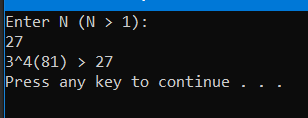 Enter N (N > 1):
27
3^4(81) > 27
Press any key to continue . . .